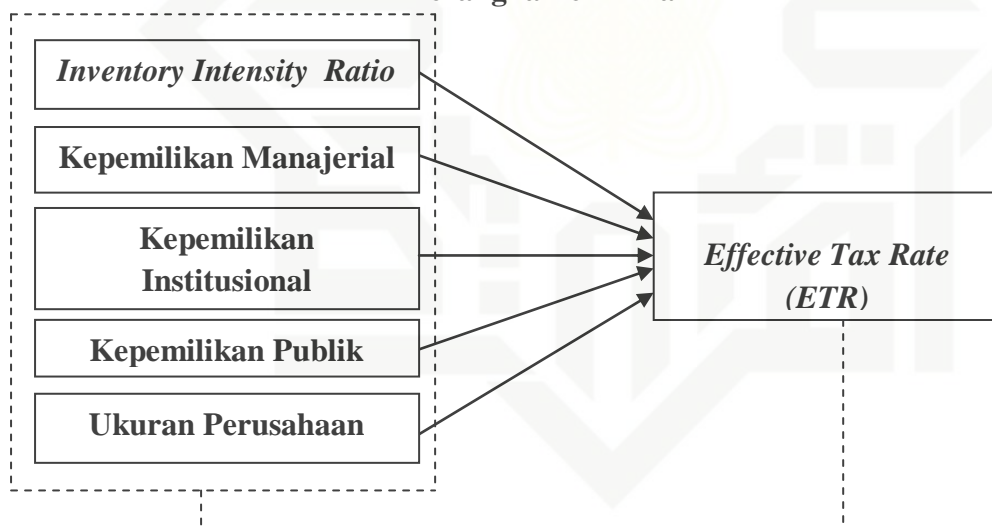 Inventory Intensity Ratio
Kepemilikan Manajerial
Kepemilikan
Institusional
Kepemilikan Publik
Ukuran Perusahaan
Effective Tax Rate
(ETR)